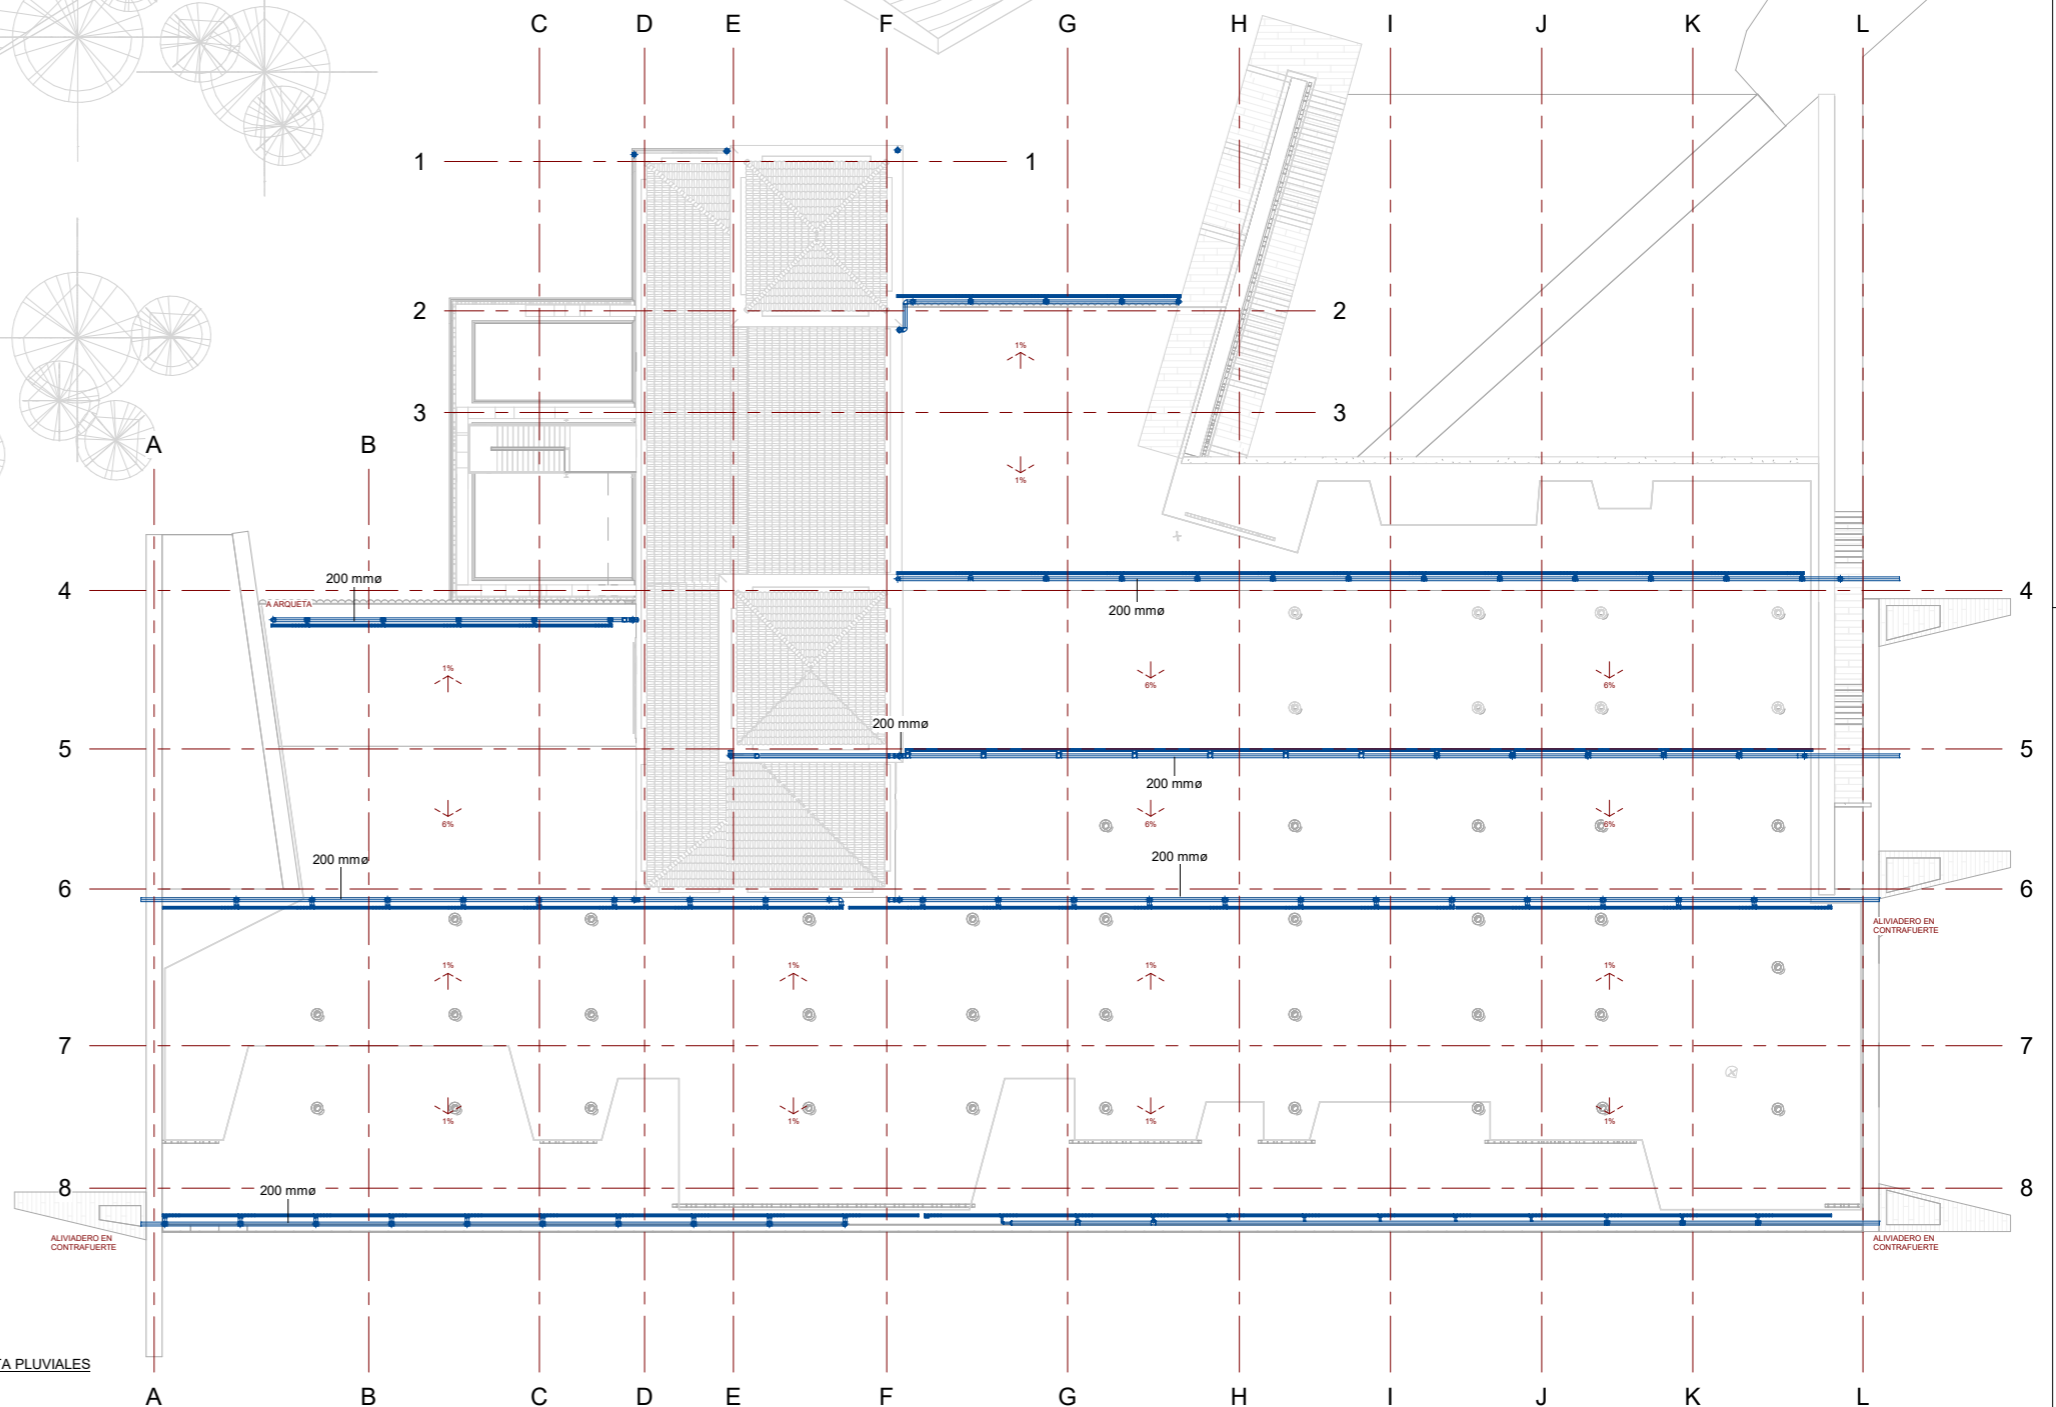 C D E F G H I J K L
1 1
2 2
1%
3 3
A B
1%
200 mmø
4 4
A ARQUETA
200 mmø
1%
6% 6%
200 mmø
5 5
200 mmø
6% 6% 6%
200 mmø 200 mmø
6 6
ALIVIADERO EN
CONTRAFUERTE
1% 1% 1% 1%
7 7
1% 1% 1% 1%
8 8
200 mmø
ALIVIADERO EN
CONTRAFUERTE
ALIVIADERO EN
CONTRAFUERTE
PLUVIALES
A B C D E F G H I J K L